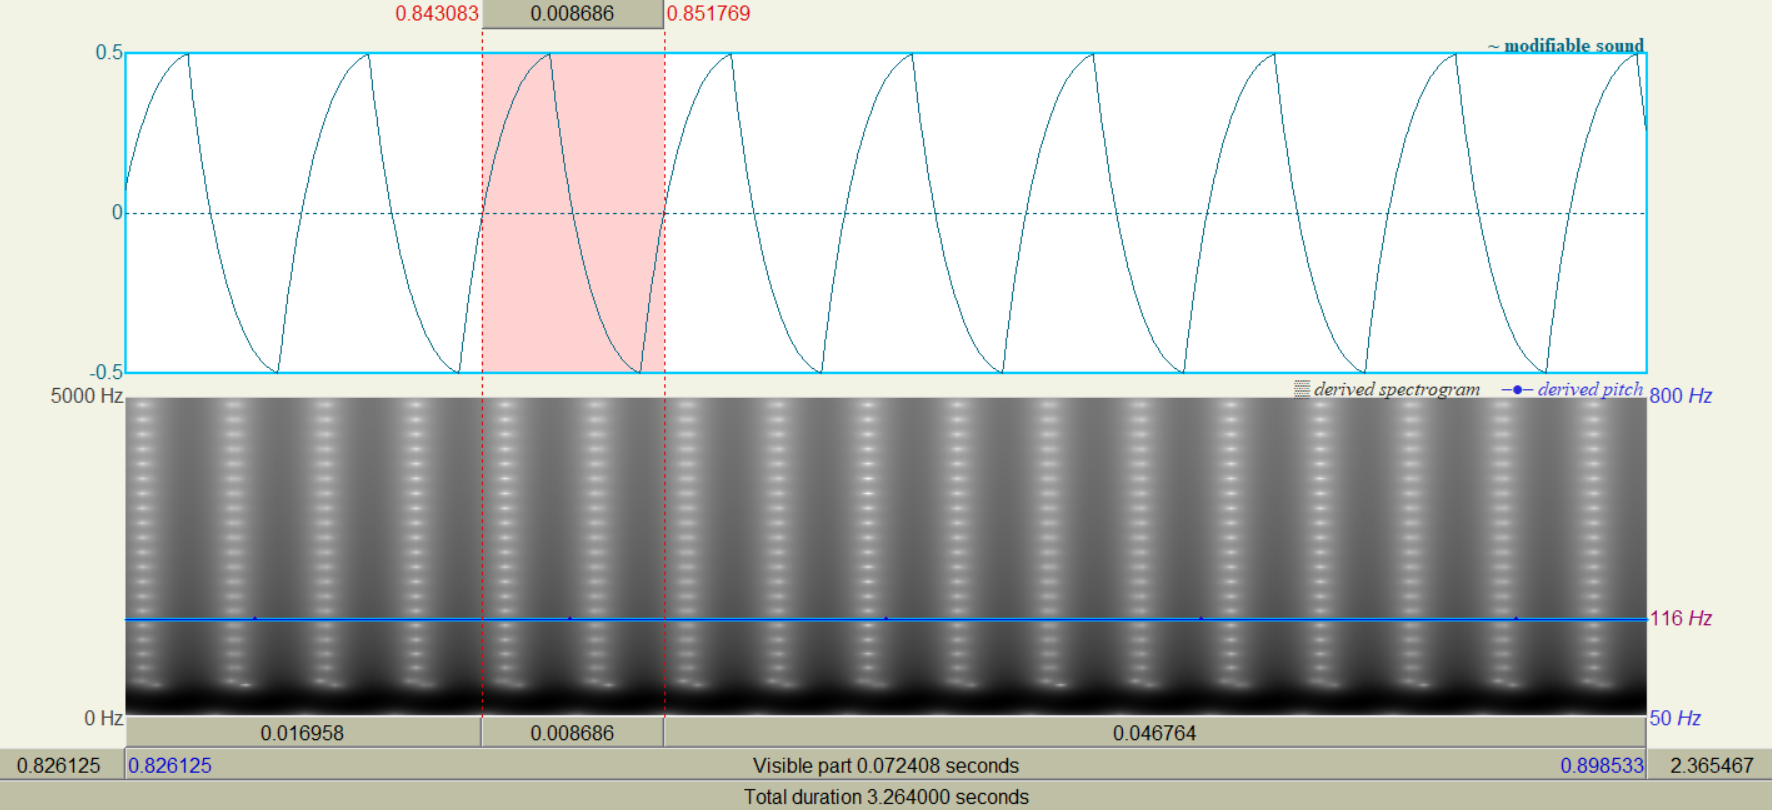 0.843083 0.008686 0.851769
0.5 ~ modifiable sound
0
-0.5
derived spectrogram derived pitch
5000 Hz 800 Hz
116 Hz
0 Hz 50 Hz
0.016958 0.008686 0.046764
0.826125 0.826125 Visible part 0.072408 seconds 0.898533 2.365467
Total duration 3.264000 seconds